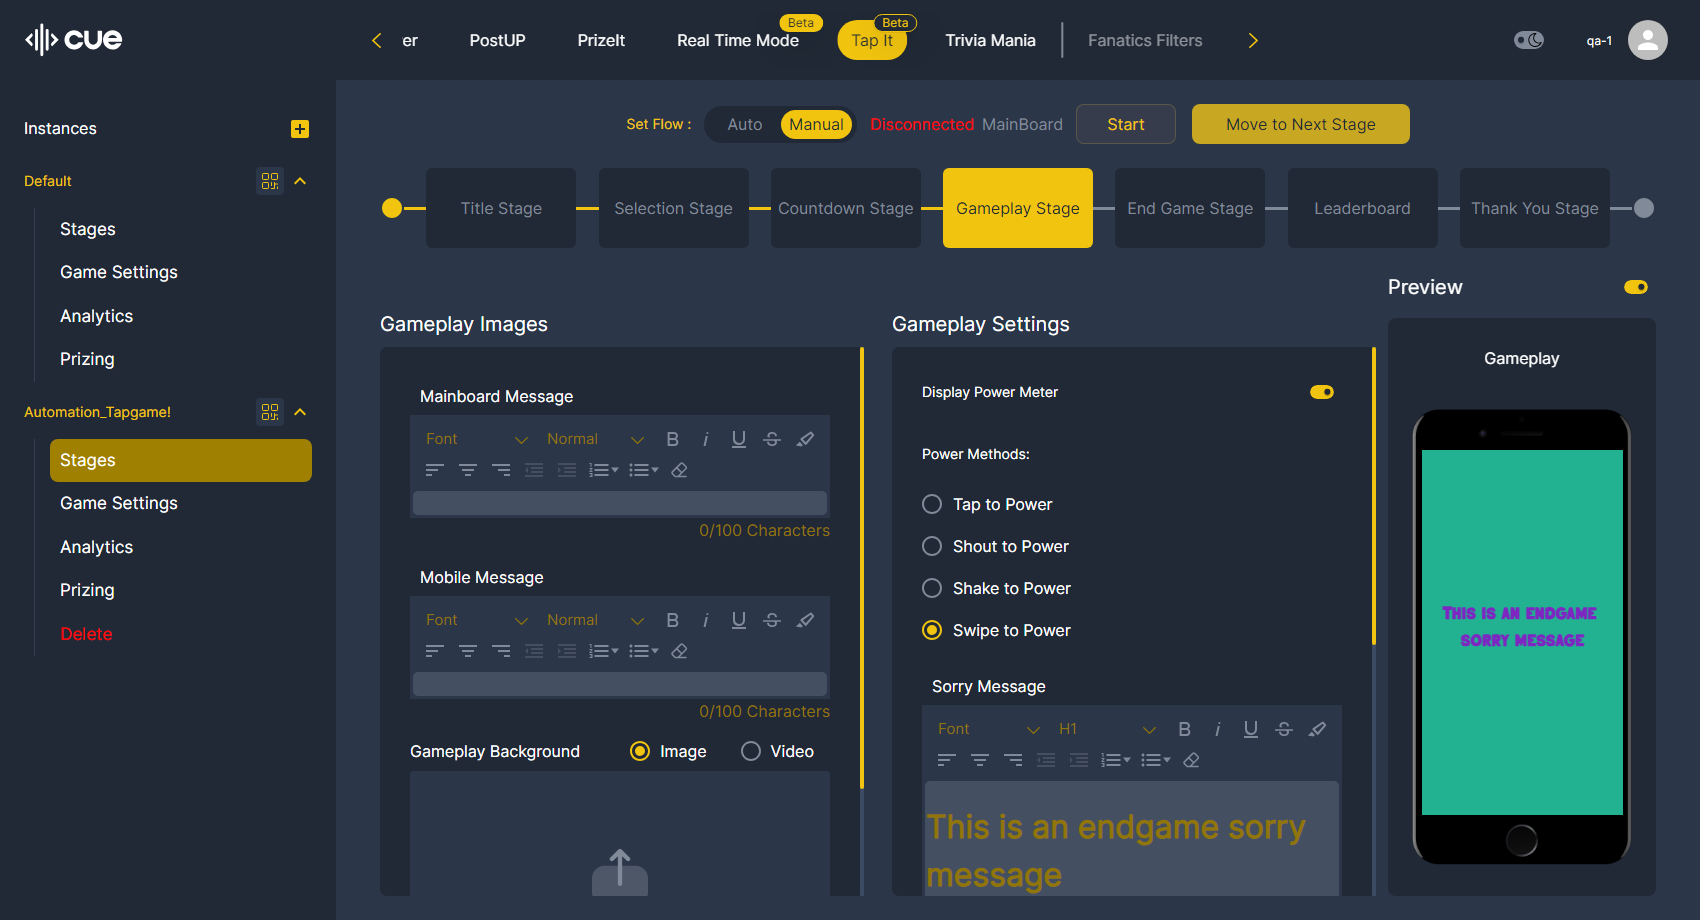 cue
er
PostUP
PrizeIt
Real Time Mode
Beta
Tap It
Beta
Trivia Mania
Fanatics Filters
qa-1
Instances
Default
Stages
Game Settings
Analytics
Prizing
Automation_Tapgame!
Stages
Game Settings
Analytics
Prizing
Delete
Set Flow :
Auto
Manual
Disconnected MainBoard
Start
Move to Next Stage
Title Stage
Selection Stage
Countdown Stage
Gameplay Stage
End Game Stage
Leaderboard
Thank You Stage
Gameplay Images
Mainboard Message
Font
Normal
B i U S
0/100 Characters
Mobile Message
Font
Normal
B i U S
0/100 Characters
Gameplay Background
Image
Video
Gameplay Settings
Display Power Meter
Power Methods:
Tap to Power
Shout to Power
Shake to Power
Swipe to Power
Sorry Message
Font
H1
B i U S
This is an endgame sorry
message
Preview
Gameplay
This is an endgame
sorry message